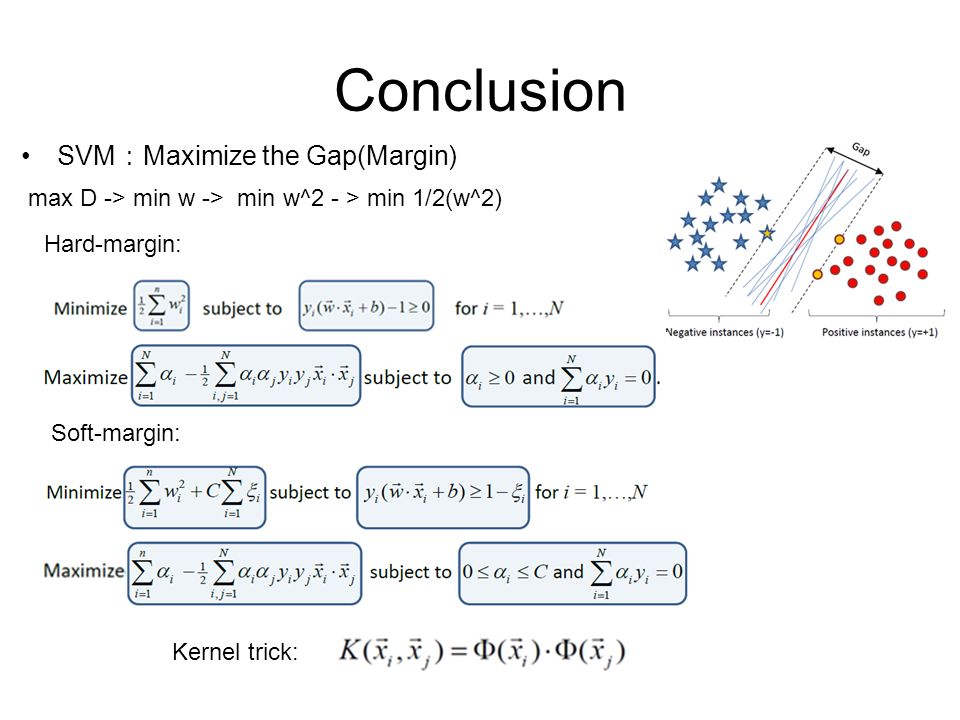 Conclusion
• SVM：Maximize the Gap(Margin)
max D -> min w -> min w^2 - > min 1/2(w^2)
Hard-margin:
Minimize \frac{1}{2}\sum_{i=1}^{n} w_i^2 subject to y_i(\vec{w}\cdot\vec{x}_i+b)-1\geq 0 for i = 1,…,N
Maximize \sum_{i=1}^{N}\alpha_i-\frac{1}{2}\sum_{i,j=1}^{N}\alpha_i\alpha_j y_i y_j\vec{x}_i\cdot\vec{x}_j subject to \alpha_i\geq 0 and \sum_{i=1}^{N}\alpha_i y_i=0.
Soft-margin:
Minimize \frac{1}{2}\sum_{i=1}^{n} w_i^2+C\sum_{i=1}^{N}\xi_i subject to y_i(\vec{w}\cdot\vec{x}_i+b)\geq 1-\xi_i for i = 1,…,N
Maximize \sum_{i=1}^{n}\alpha_i-\frac{1}{2}\sum_{i,j=1}^{N}\alpha_i\alpha_j y_i y_j\vec{x}_i\cdot\vec{x}_j subject to 0\leq\alpha_i\leq C and \sum_{i=1}^{N}\alpha_i y_i=0
Kernel trick: K(\vec{x}_i,\vec{x}_j)=\Phi(\vec{x}_i)\cdot\Phi(\vec{x}_j)
Gap
Negative instances (y=-1)
Positive instances (y=+1)